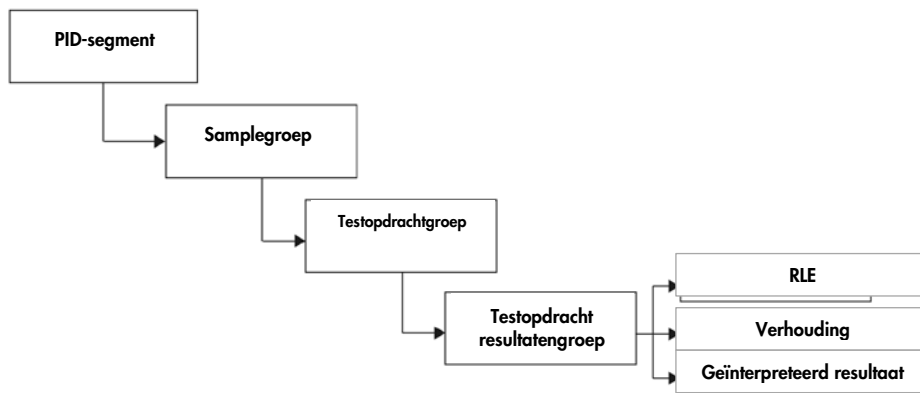 PID-segment
Samplegroep
Testopdrachtgroep
Testopdracht
resultatengroep
RLE
Verhouding
Geïnterpreteerd resultaat